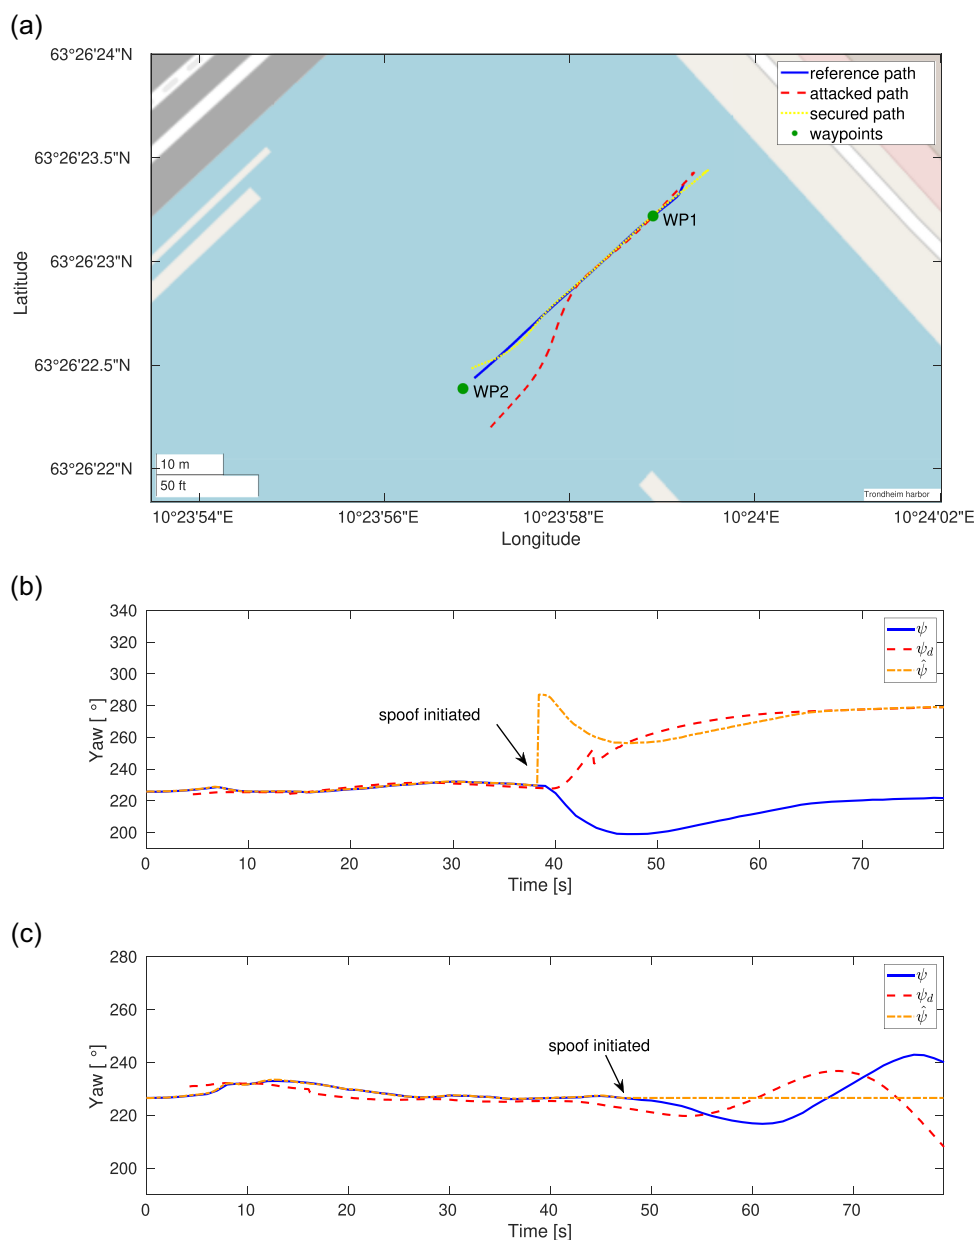 (a)
63°26'24"N
63°26'23.5"N
63°26'23"N
63°26'22.5"N
63°26'22"N
Latitude
reference path
attacked path
secured path
waypoints
WP1
WP2
10 m
50 ft
Trondheim harbor
10°23'54"E 10°23'56"E 10°23'58"E 10°24'E 10°24'02"E
Longitude
(b)
340
320
300
280
260
240
220
200
Yaw [ °]
ψ
ψ_d
ψ̂
spoof initiated
0 10 20 30 40 50 60 70
Time [s]
(c)
280
260
240
220
200
Yaw [ °]
ψ
ψ_d
ψ̂
spoof initiated
0 10 20 30 40 50 60 70
Time [s]